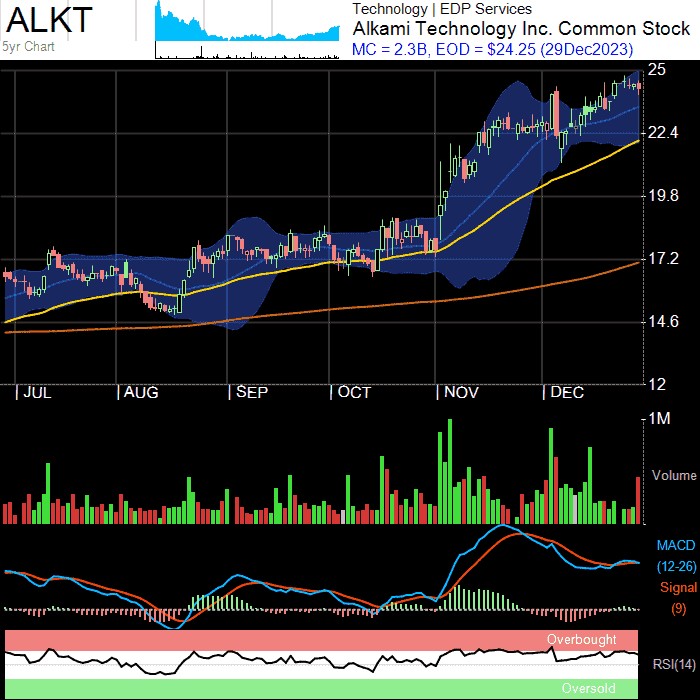 ALKT
5yr Chart
Technology | EDP Services
Alkami Technology Inc. Common Stock
MC = 2.3B, EOD = $24.25 (29Dec2023)
25
22.4
19.8
17.2
14.6
12
| JUL | AUG | SEP | OCT | NOV | DEC
1M
Volume
MACD
(12-26)
Signal
(9)
Overbought
RSI(14)
Oversold